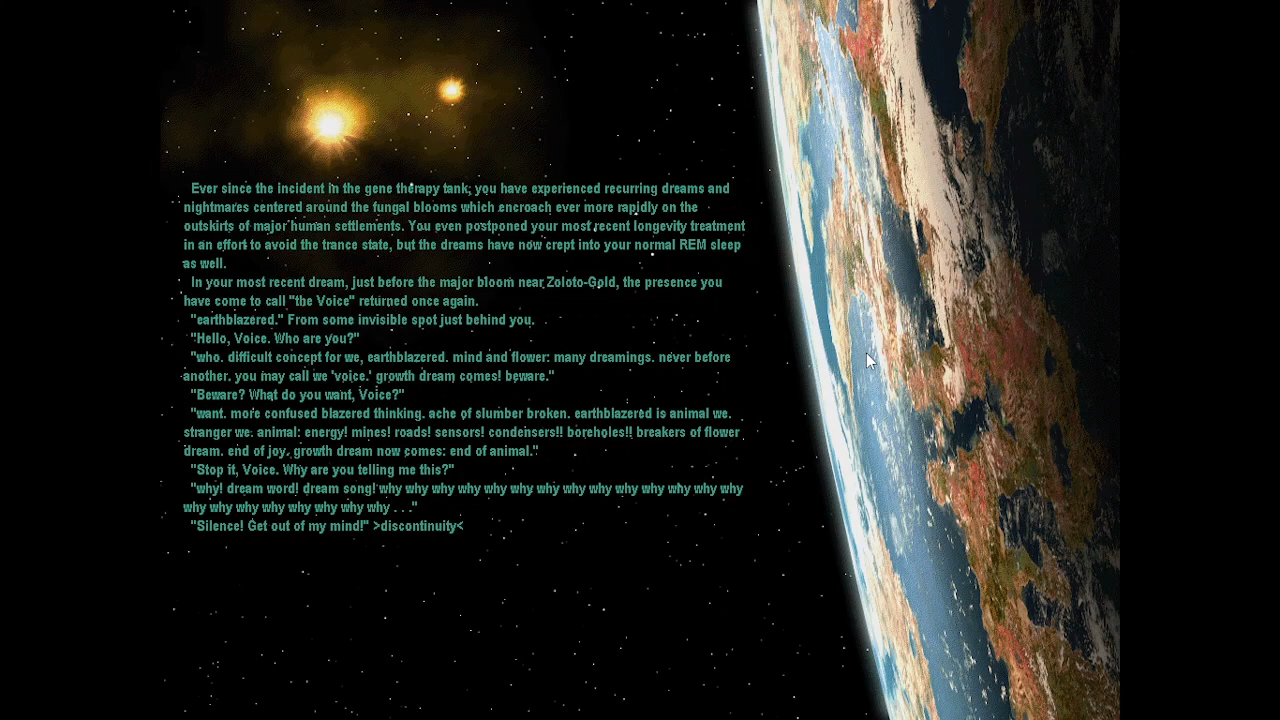 Ever since the incident in the gene therapy tank, you have experienced recurring dreams and
nightmares centered around the fungal blooms which encroach ever more rapidly on the
outskirts of major human settlements. You even postponed your most recent longevity treatment
in an effort to avoid the trance state, but the dreams have now crept into your normal REM sleep
as well.
In your most recent dream, just before the major bloom near Zoloto-Gold, the presence you
have come to call "the Voice" returned once again.
"earthblazered." From some invisible spot just behind you.
"Hello, Voice. Who are you?"
"who. difficult concept for we, earthblazered. mind and flower: many dreamings. never before
another. you may call we 'voice.' growth dream comes! beware."
"Beware? What do you want, Voice?"
"want. more confused blazered thinking. ache of slumber broken. earthblazered is animal we.
stranger we. animal: energy! mines! roads! sensors! condensers!! boreholes!! breakers of flower
dream. end of joy. growth dream now comes: end of animal."
"Stop it, Voice. Why are you telling me this?"
"why! dream word! dream song! why why why why why why why why why why why why why why
why why why why why why why why . . ."
"Silence! Get out of my mind!" >discontinuity<